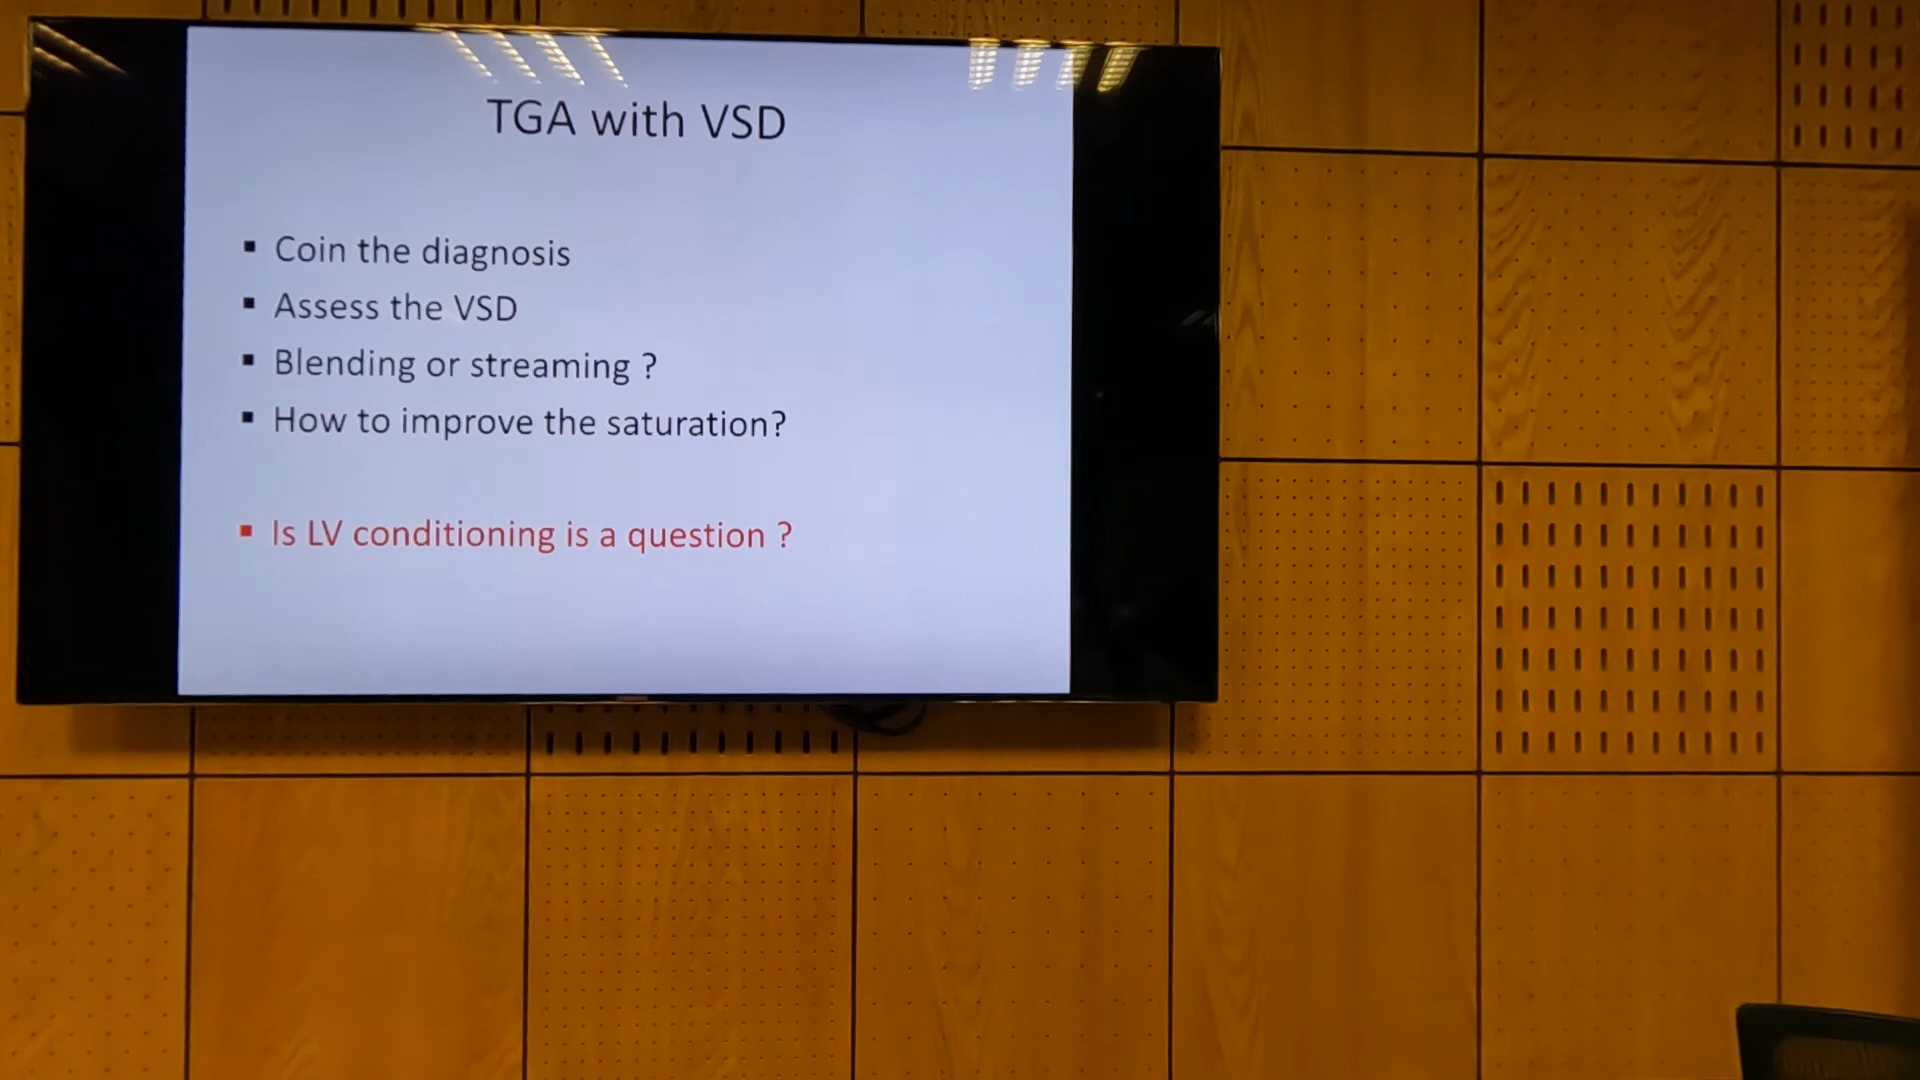 TGA with VSD
▪ Coin the diagnosis
▪ Assess the VSD
▪ Blending or streaming ?
▪ How to improve the saturation?
▪ Is LV conditioning is a question ?